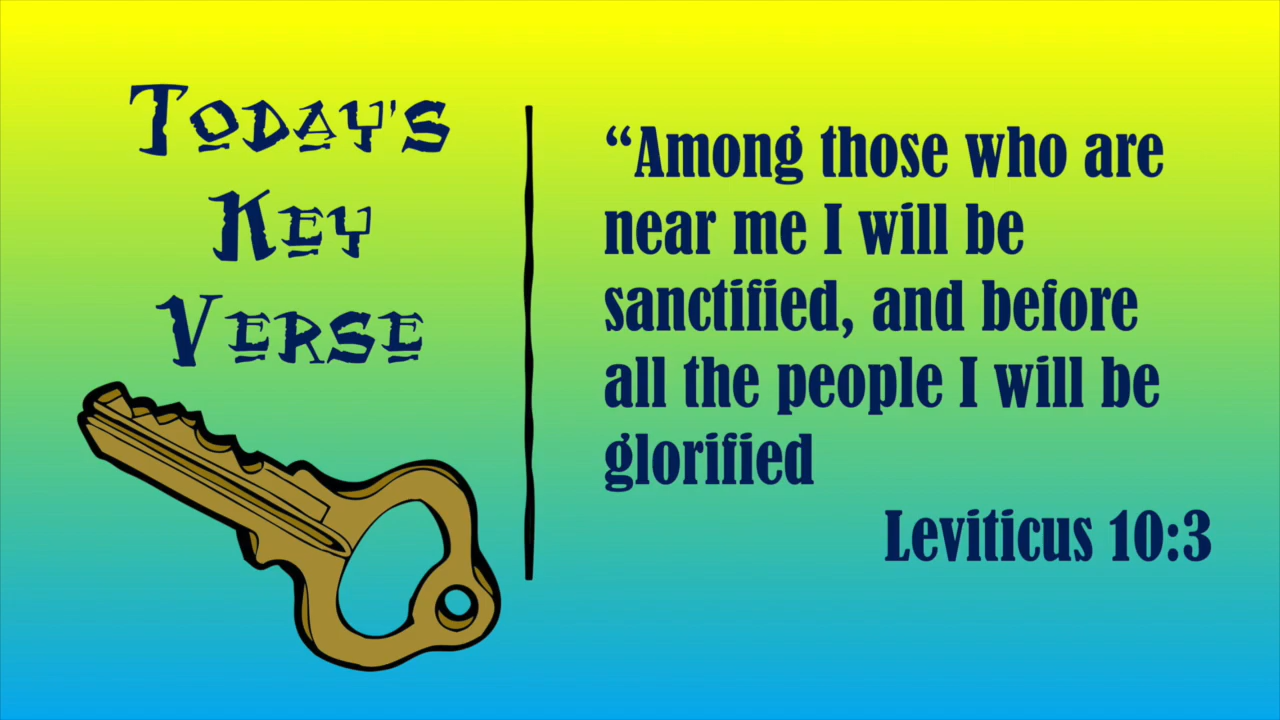 Today's
Key
Verse
“Among those who are
near me I will be
sanctified, and before
all the people I will be
glorified
Leviticus 10:3